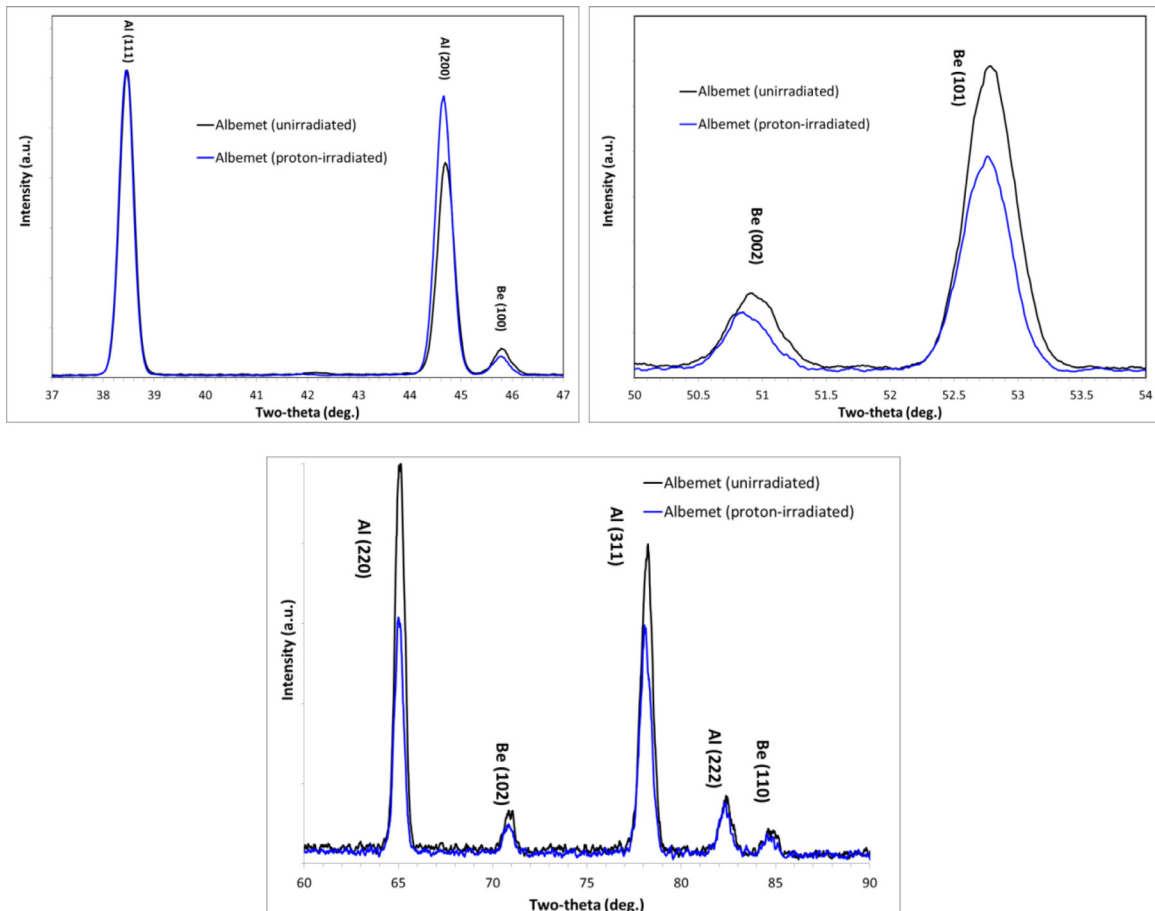 Al (111)
Al (200)
Be (100)
Albemet (unirradiated)
Albemet (proton-irradiated)
Intensity (a.u.)
37 38 39 40 41 42 43 44 45 46 47
Two-theta (deg.)
Be (002)
Be (101)
Albemet (unirradiated)
Albemet (proton-irradiated)
Intensity (a.u.)
50 50.5 51 51.5 52 52.5 53 53.5 54
Two-theta (deg.)
Al (220)
Be (102)
Al (311)
Al (222)
Be (110)
Albemet (unirradiated)
Albemet (proton-irradiated)
Intensity (a.u.)
60 65 70 75 80 85 90
Two-theta (deg.)